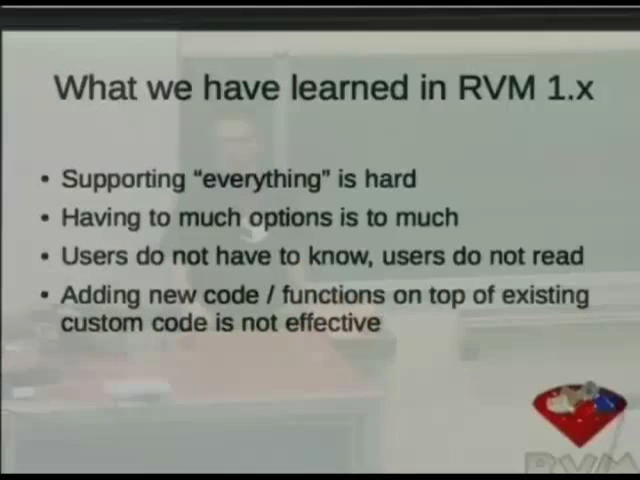 What we have learned in RVM 1.x
• Supporting “everything” is hard
• Having to much options is to much
• Users do not have to know, users do not read
• Adding new code / functions on top of existing
custom code is not effective
RVM